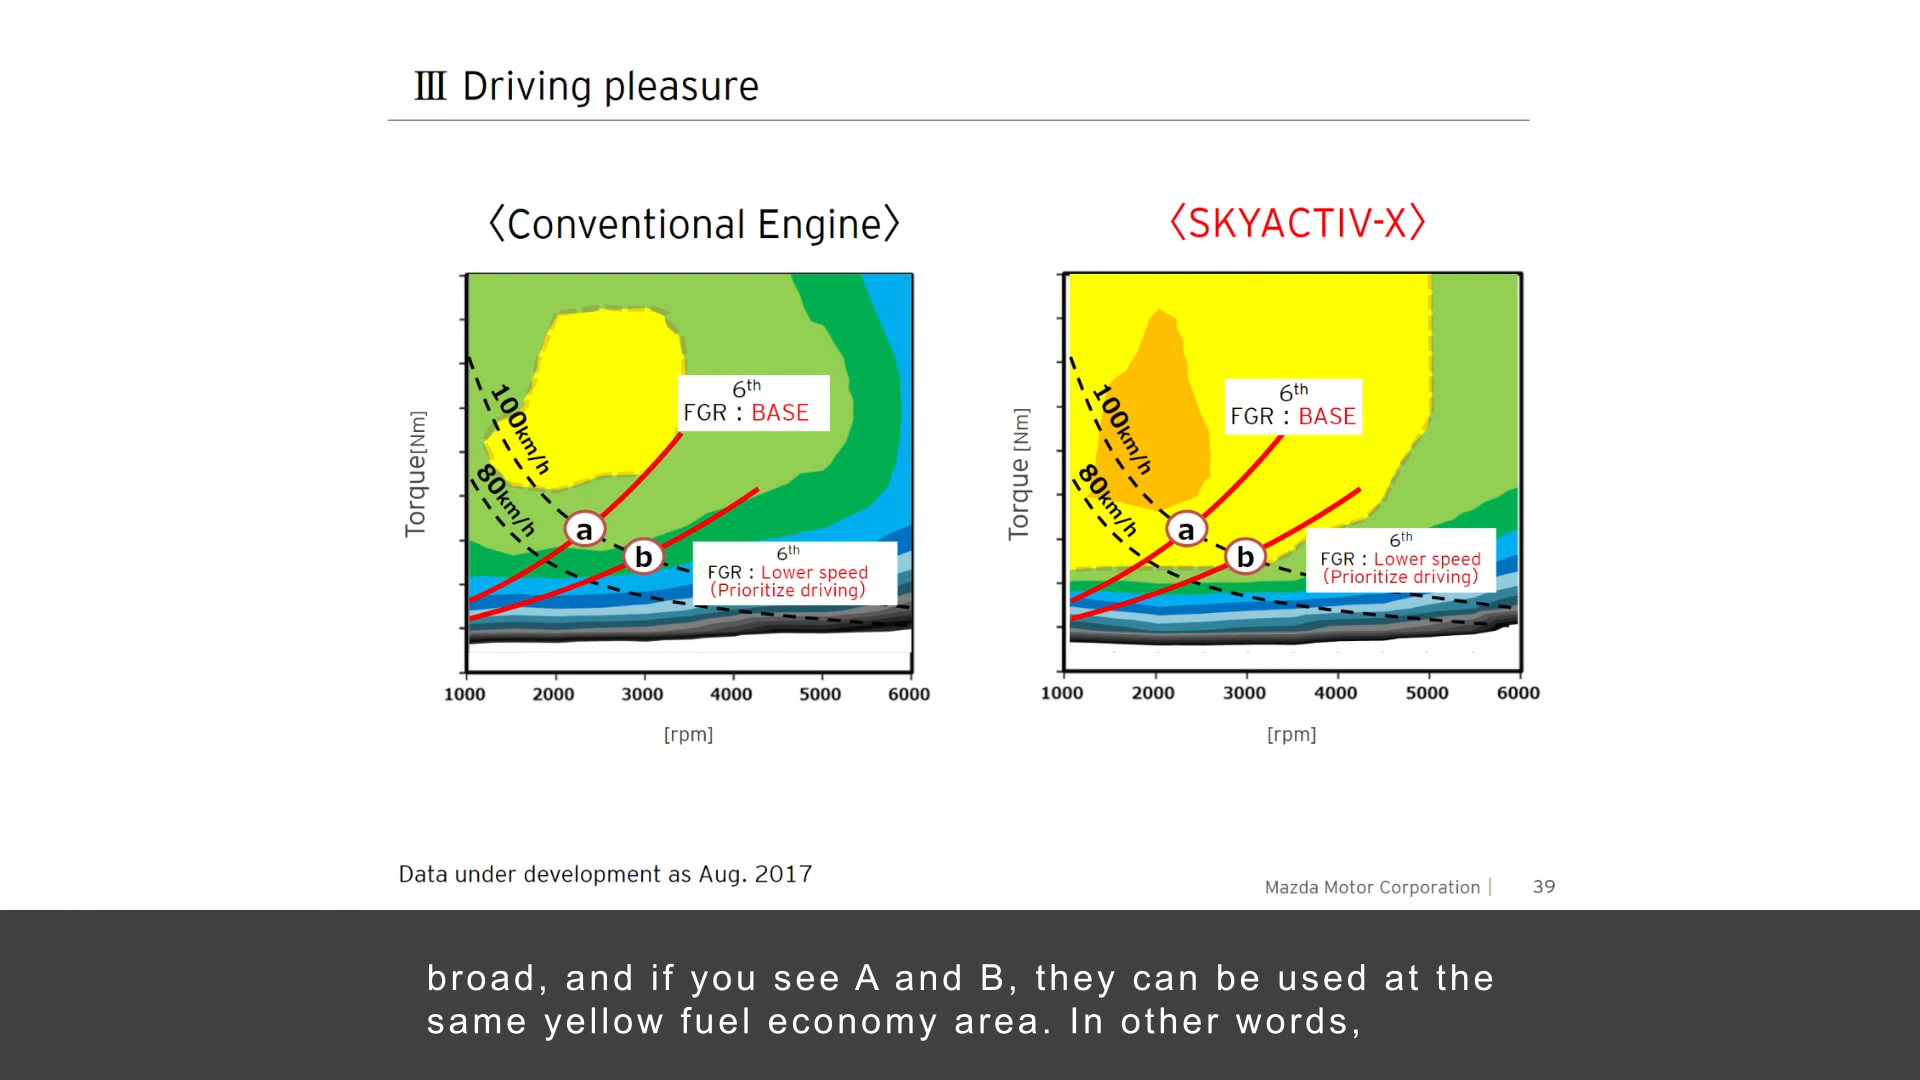 Ⅲ Driving pleasure
〈Conventional Engine〉
Torque[Nm]
100km/h
80km/h
6th
FGR : BASE
a
b
6th
FGR : Lower speed
(Prioritize driving)
1000 2000 3000 4000 5000 6000
[rpm]
〈SKYACTIV-X〉
Torque [Nm]
100km/h
80km/h
6th
FGR : BASE
a
b
6th
FGR : Lower speed
(Prioritize driving)
1000 2000 3000 4000 5000 6000
[rpm]
Data under development as Aug. 2017
Mazda Motor Corporation | 39
broad, and if you see A and B, they can be used at the
same yellow fuel economy area. In other words,